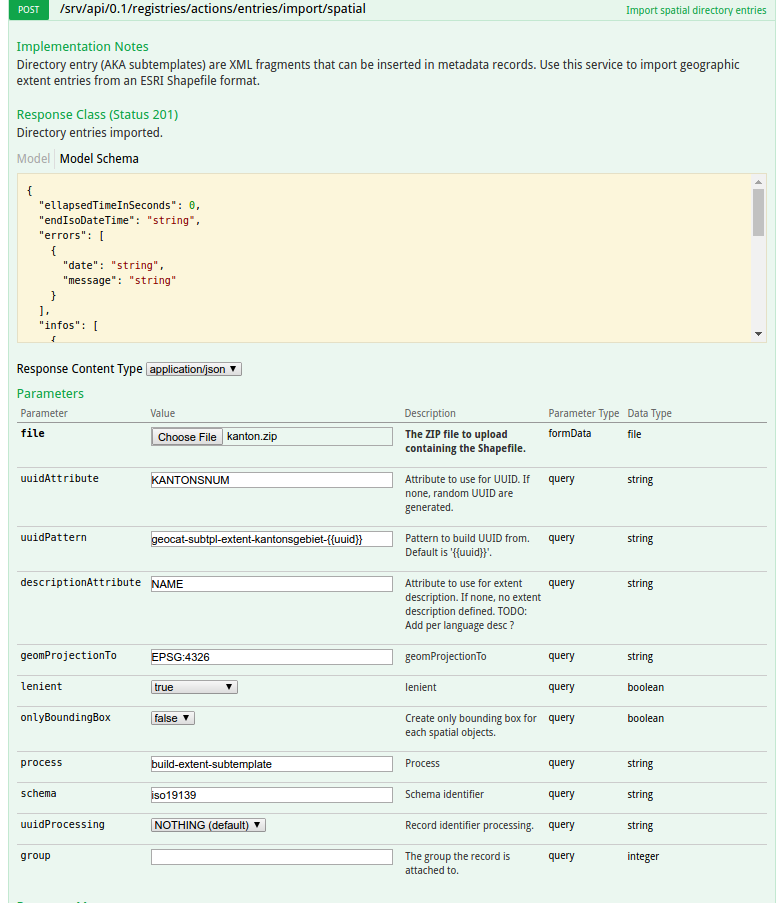 POST /srv/api/0.1/registries/actions/entries/import/spatial Import spatial directory entries
Implementation Notes
Directory entry (AKA subtemplates) are XML fragments that can be inserted in metadata records. Use this service to import geographic
extent entries from an ESRI Shapefile format.
Response Class (Status 201)
Directory entries imported.
Model Model Schema
{
"ellapsedTimeInSeconds": 0,
"endIsoDateTime": "string",
"errors": [
{
"date": "string",
"message": "string"
}
],
"infos": [
{
Response Content Type application/json
Parameters
Parameter Value Description Parameter Type Data Type
file Choose File kanton.zip The ZIP file to upload formData file
containing the Shapefile.
uuidAttribute KANTONSNUM Attribute to use for UUID. If query string
none, random UUID are
generated.
uuidPattern geocat-subtpl-extent-kantonsgebiet-{{uuid}} Pattern to build UUID from. query string
Default is '{{uuid}}'.
descriptionAttribute NAME Attribute to use for extent query string
description. If none, no extent
description defined. TODO:
Add per language desc ?
geomProjectionTo EPSG:4326 geomProjectionTo query string
lenient true lenient query boolean
onlyBoundingBox false Create only bounding box for query boolean
each spatial objects.
process build-extent-subtemplate Process query string
schema iso19139 Schema identifier query string
uuidProcessing NOTHING (default) Record identifier processing. query string
group The group the record is query integer
attached to.